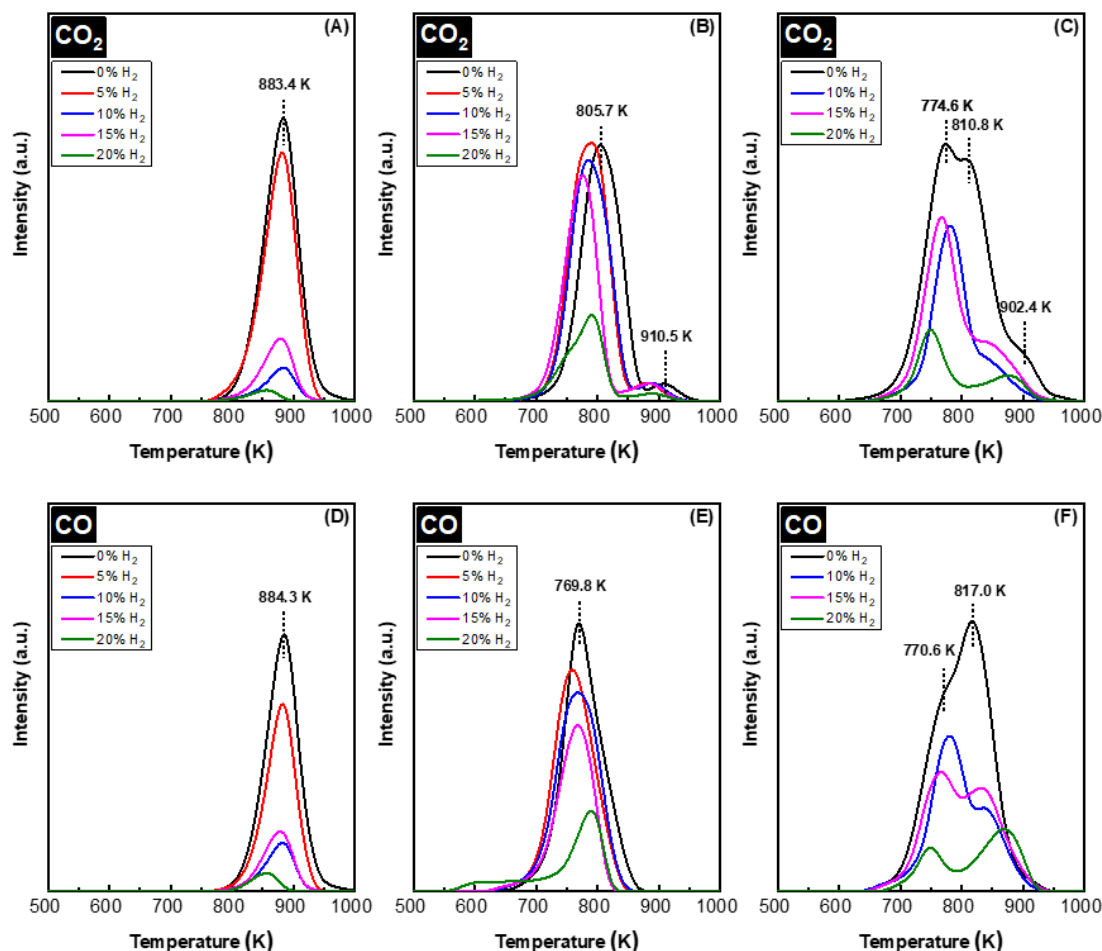 CO2
(A)
0% H2
5% H2
10% H2
15% H2
20% H2
883.4 K
Intensity (a.u.)
500 600 700 800 900 1000
Temperature (K)
CO2
(B)
0% H2
5% H2
10% H2
15% H2
20% H2
805.7 K
910.5 K
Intensity (a.u.)
500 600 700 800 900 1000
Temperature (K)
CO2
(C)
0% H2
10% H2
15% H2
20% H2
774.6 K
810.8 K
902.4 K
Intensity (a.u.)
500 600 700 800 900 1000
Temperature (K)
CO
(D)
0% H2
5% H2
10% H2
15% H2
20% H2
884.3 K
Intensity (a.u.)
500 600 700 800 900 1000
Temperature (K)
CO
(E)
0% H2
5% H2
10% H2
15% H2
20% H2
769.8 K
Intensity (a.u.)
500 600 700 800 900 1000
Temperature (K)
CO
(F)
0% H2
10% H2
15% H2
20% H2
817.0 K
770.6 K
Intensity (a.u.)
500 600 700 800 900 1000
Temperature (K)